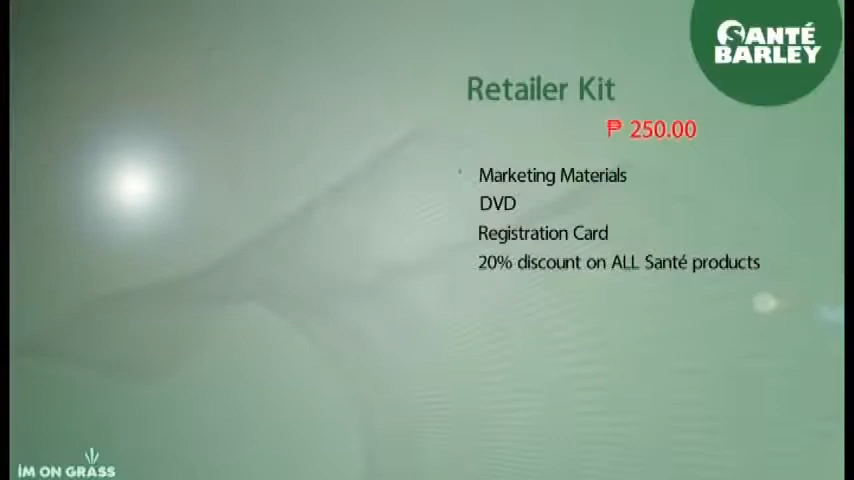 SANTÉ
BARLEY
Retailer Kit
₱ 250.00
Marketing Materials
DVD
Registration Card
20% discount on ALL Santé products
iM ON GRASS